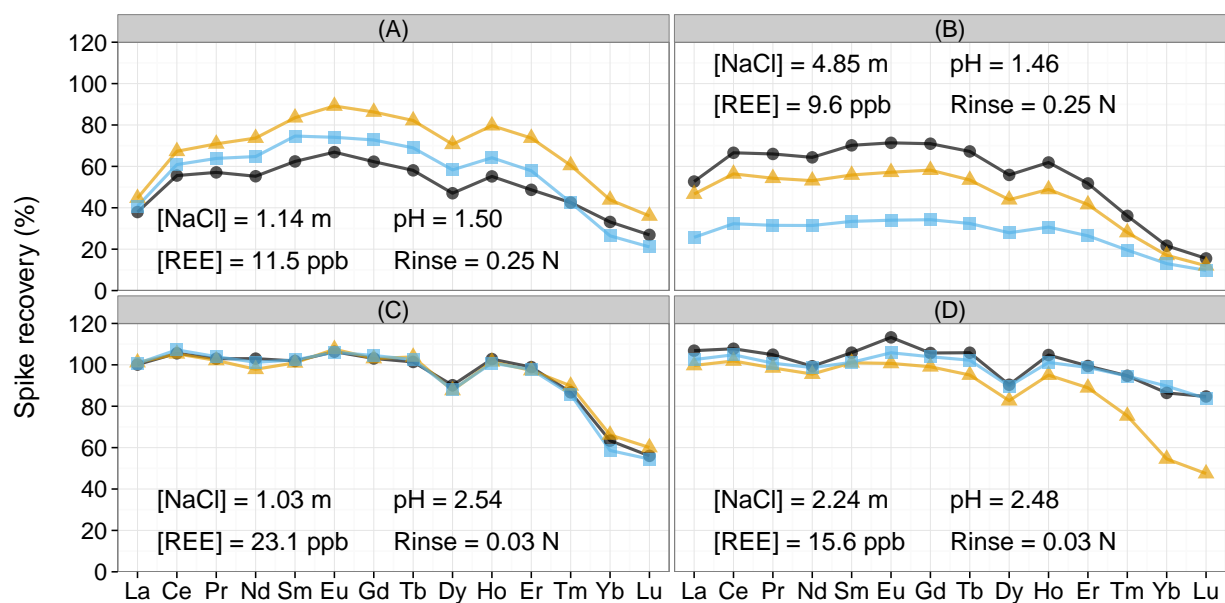 (A)
(B)
120
100
80
60
40
20
0
[NaCl] = 1.14 m pH = 1.50
[REE] = 11.5 ppb Rinse = 0.25 N
[NaCl] = 4.85 m pH = 1.46
[REE] = 9.6 ppb Rinse = 0.25 N
Spike recovery (%)
(C)
(D)
120
100
80
60
40
20
0
[NaCl] = 1.03 m pH = 2.54
[REE] = 23.1 ppb Rinse = 0.03 N
[NaCl] = 2.24 m pH = 2.48
[REE] = 15.6 ppb Rinse = 0.03 N
La Ce Pr Nd Sm Eu Gd Tb Dy Ho Er Tm Yb Lu
La Ce Pr Nd Sm Eu Gd Tb Dy Ho Er Tm Yb Lu